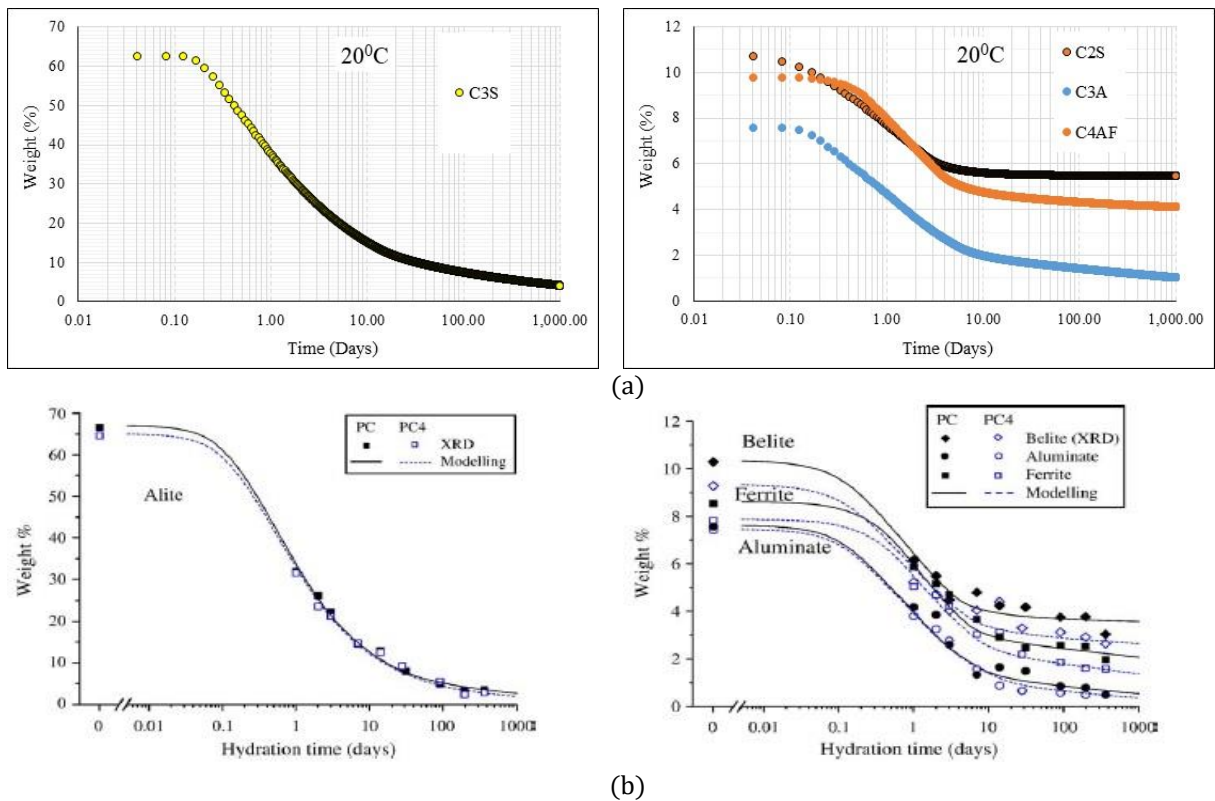 70
60
50
40
30
20
10
0
Weight (%)
20⁰C
C3S
0.01 0.10 1.00 10.00 100.00 1,000.00
Time (Days)
12
10
8
6
4
2
0
Weight (%)
20⁰C
C2S
C3A
C4AF
0.01 0.10 1.00 10.00 100.00 1,000.00
Time (Days)
(a)
70
60
50
40
30
20
10
0
Weight %
PC PC4
XRD
Modelling
Alite
0 0.01 0.1 1 10 100 1000
Hydration time (days)
12
10
8
6
4
2
0
Weight %
PC PC4
Belite (XRD)
Aluminate
Ferrite
Modelling
Belite
Ferrite
Aluminate
0 0.01 0.1 1 10 100 1000
Hydration time (days)
(b)